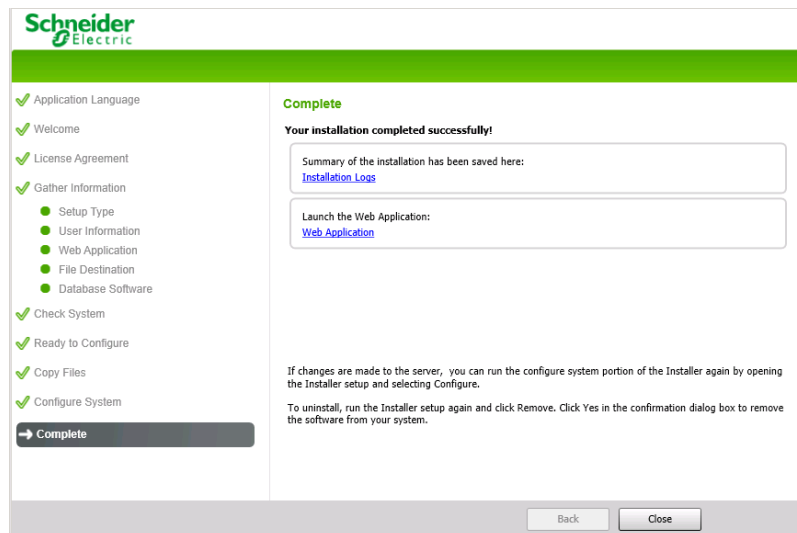 Schneider
Electric
Application Language
Welcome
License Agreement
Gather Information
Setup Type
User Information
Web Application
File Destination
Database Software
Check System
Ready to Configure
Copy Files
Configure System
Complete
Complete
Your installation completed successfully!
Summary of the installation has been saved here:
Installation Logs
Launch the Web Application:
Web Application
If changes are made to the server, you can run the configure system portion of the Installer again by opening
the Installer setup and selecting Configure.
To uninstall, run the Installer setup again and click Remove. Click Yes in the confirmation dialog box to remove
the software from your system.
Back
Close